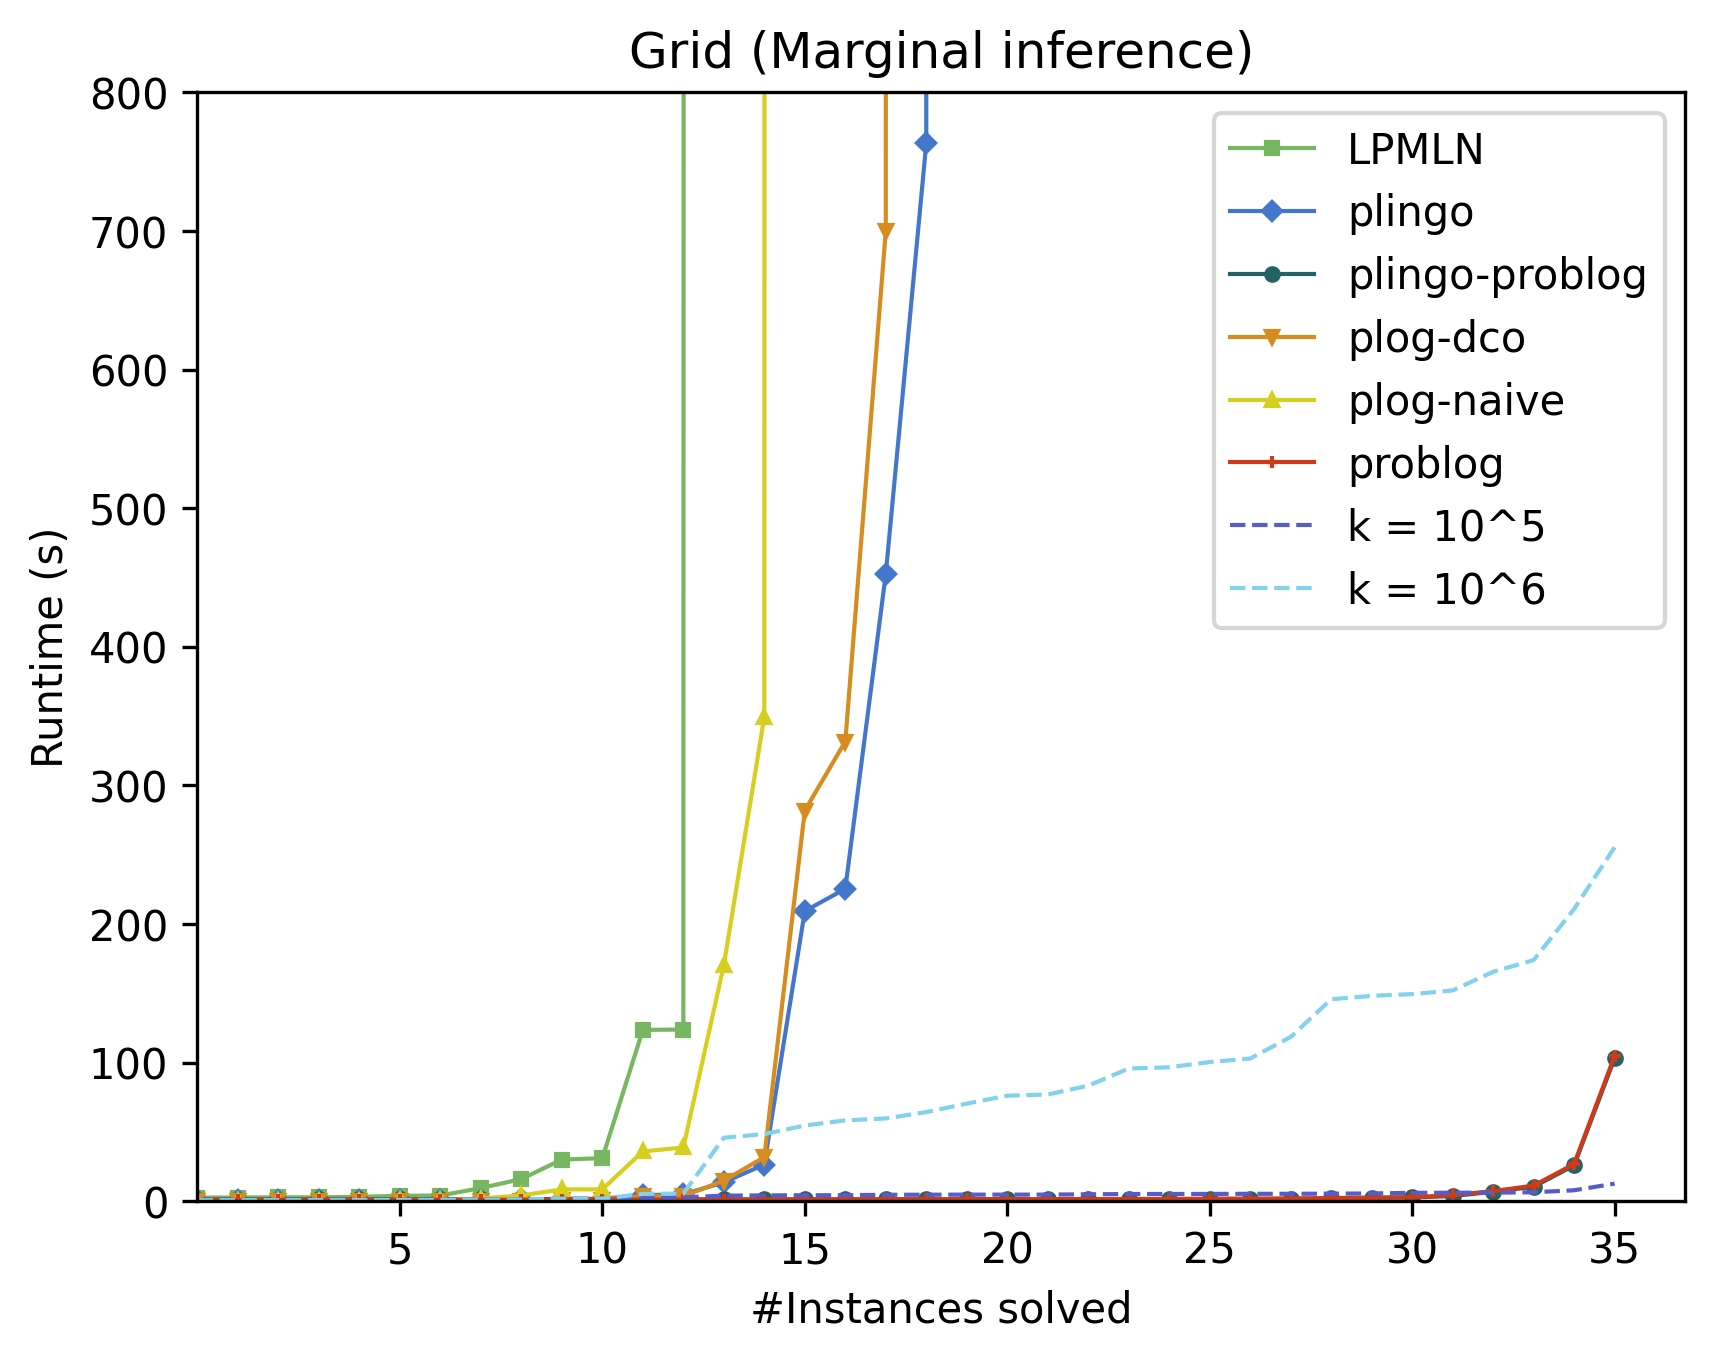 Grid (Marginal inference)
800
700
600
500
400
300
200
100
0
Runtime (s)
LPMLN
plingo
plingo-problog
plog-dco
plog-naive
problog
k = 10^5
k = 10^6
5 10 15 20 25 30 35
#Instances solved